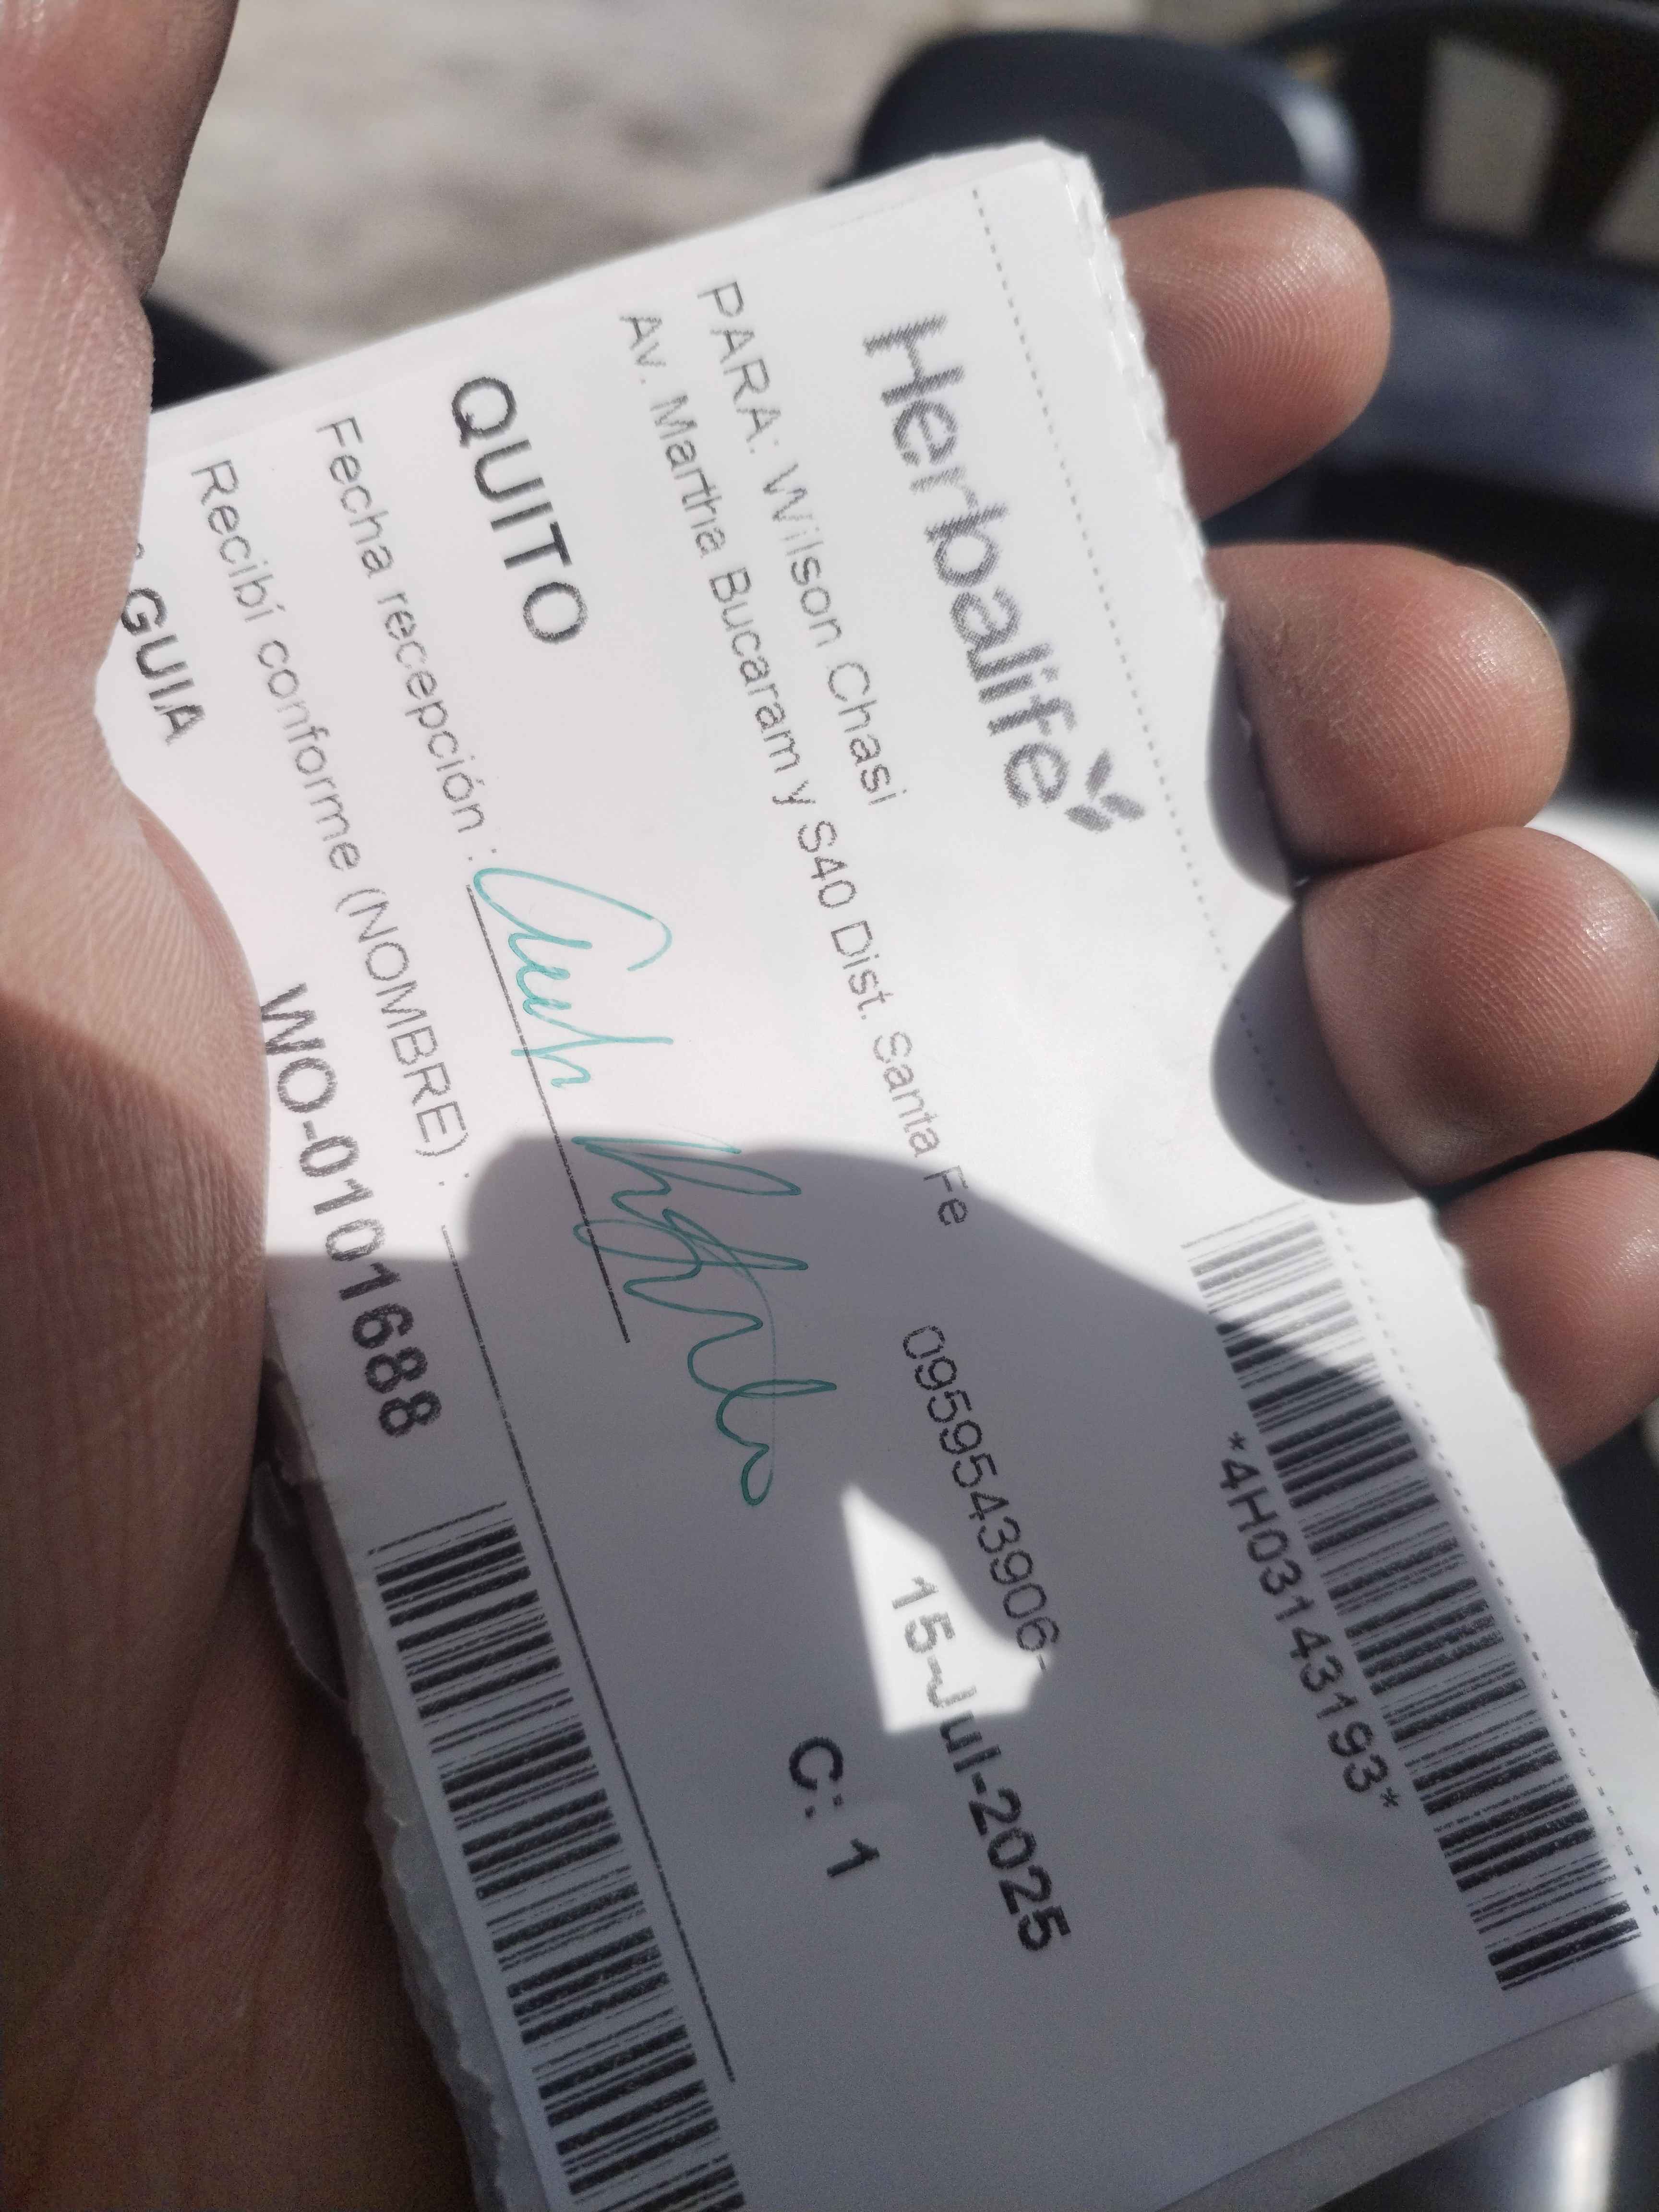 Herbalife
*4H03143193*
PARA: Wilson Chasi
Av. Martha Bucaram y S40 Dist. Santa Fe
0959543906-
15-Jul-2025
QUITO
C: 1
Fecha recepción :
Recibí conforme (NOMBRE) :
GUIA
WO-0101688